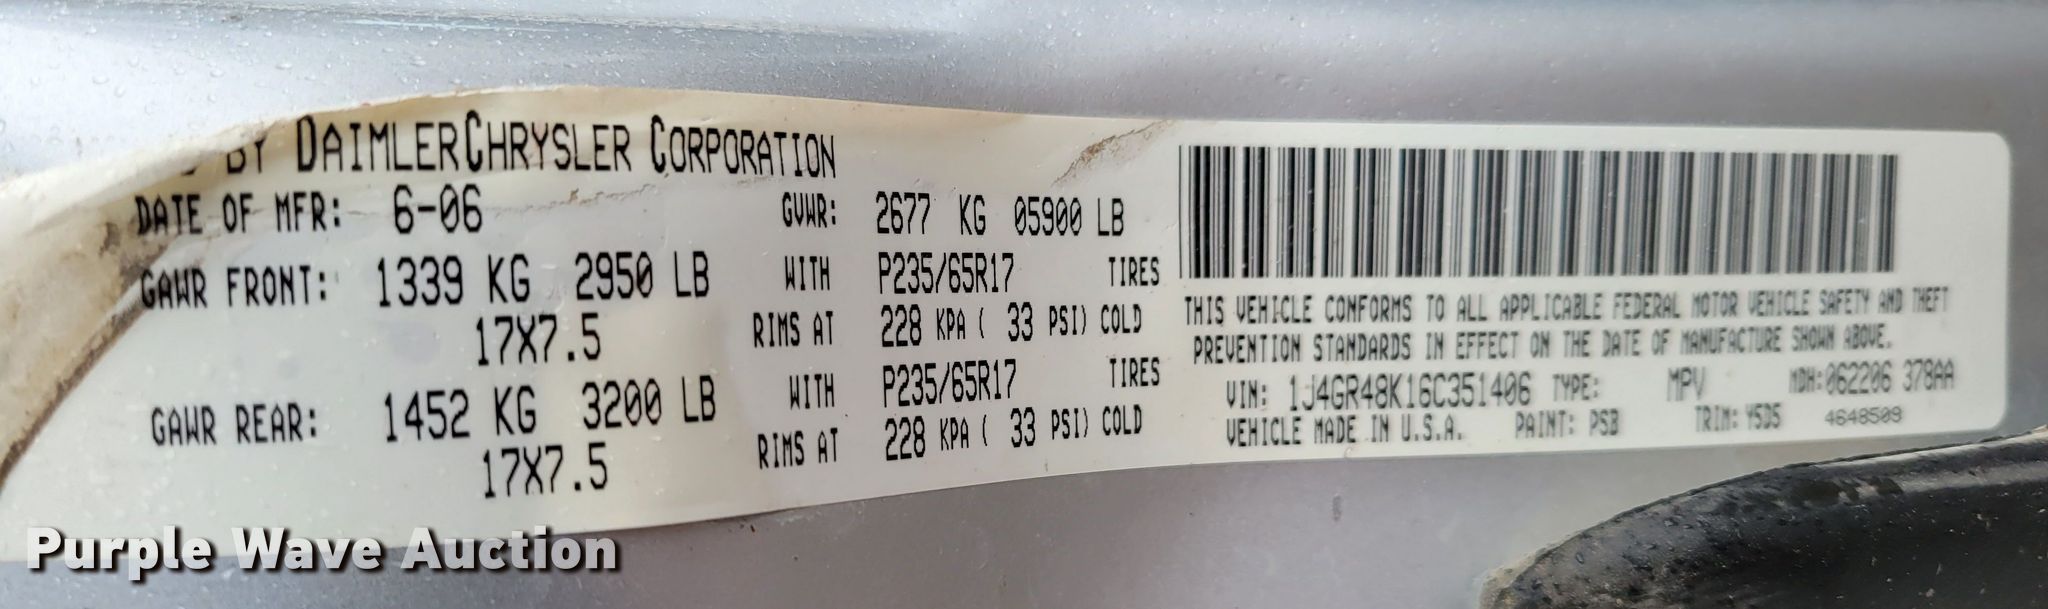 BY DAIMLERCHRYSLER CORPORATION
DATE OF MFR: 6-06 GVWR: 2677 KG 05900 LB
GAWR FRONT: 1339 KG 2950 LB WITH P235/65R17 TIRES
17X7.5 RIMS AT 228 KPA ( 33 PSI) COLD
GAWR REAR: 1452 KG 3200 LB WITH P235/65R17 TIRES
17X7.5 RIMS AT 228 KPA ( 33 PSI) COLD
THIS VEHICLE CONFORMS TO ALL APPLICABLE FEDERAL MOTOR VEHICLE SAFETY AND THEFT
PREVENTION STANDARDS IN EFFECT ON THE DATE OF MANUFACTURE SHOWN ABOVE.
VIN: 1J4GR48K16C351406 TYPE: MPV MDH: 062206 378AA
VEHICLE MADE IN U.S.A. PAINT: PSB TRIM: Y5D5 4648509
Purple Wave Auction